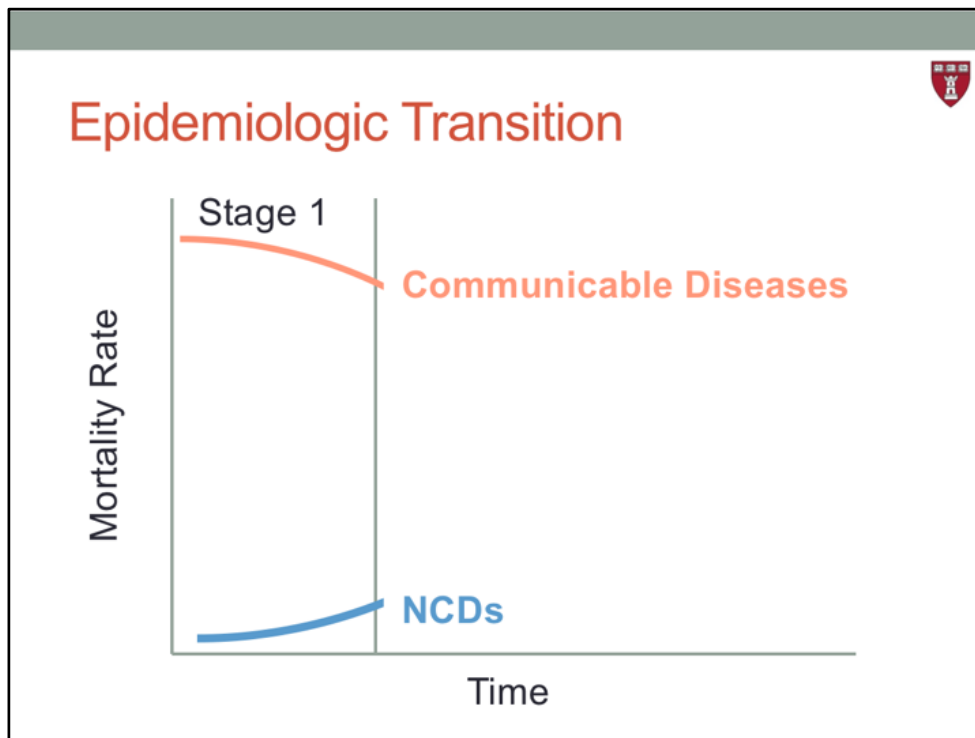 Epidemiologic Transition
Stage 1
Communicable Diseases
Mortality Rate
NCDs
Time